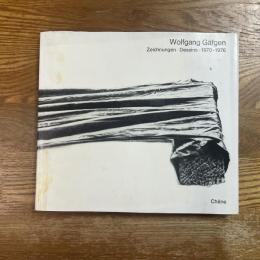 Wolfgang Gäfgen
Zeichnungen · Dessins · 1970-1976
Chêne